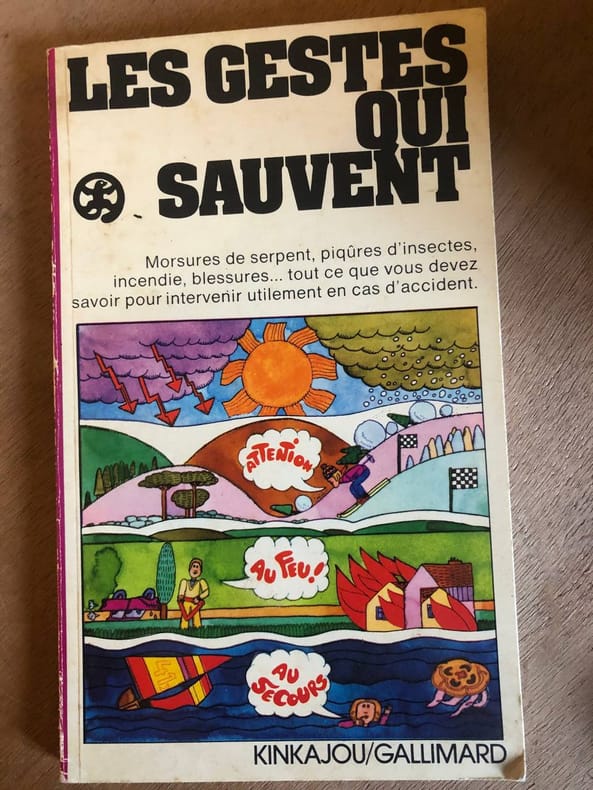 LES GESTES
QUI
SAUVENT
Morsures de serpent, piqûres d'insectes,
incendie, blessures... tout ce que vous devez
savoir pour intervenir utilement en cas d'accident.
ATTENTION
AU FEU!
AU
SECOURS
KINKAJOU/GALLIMARD